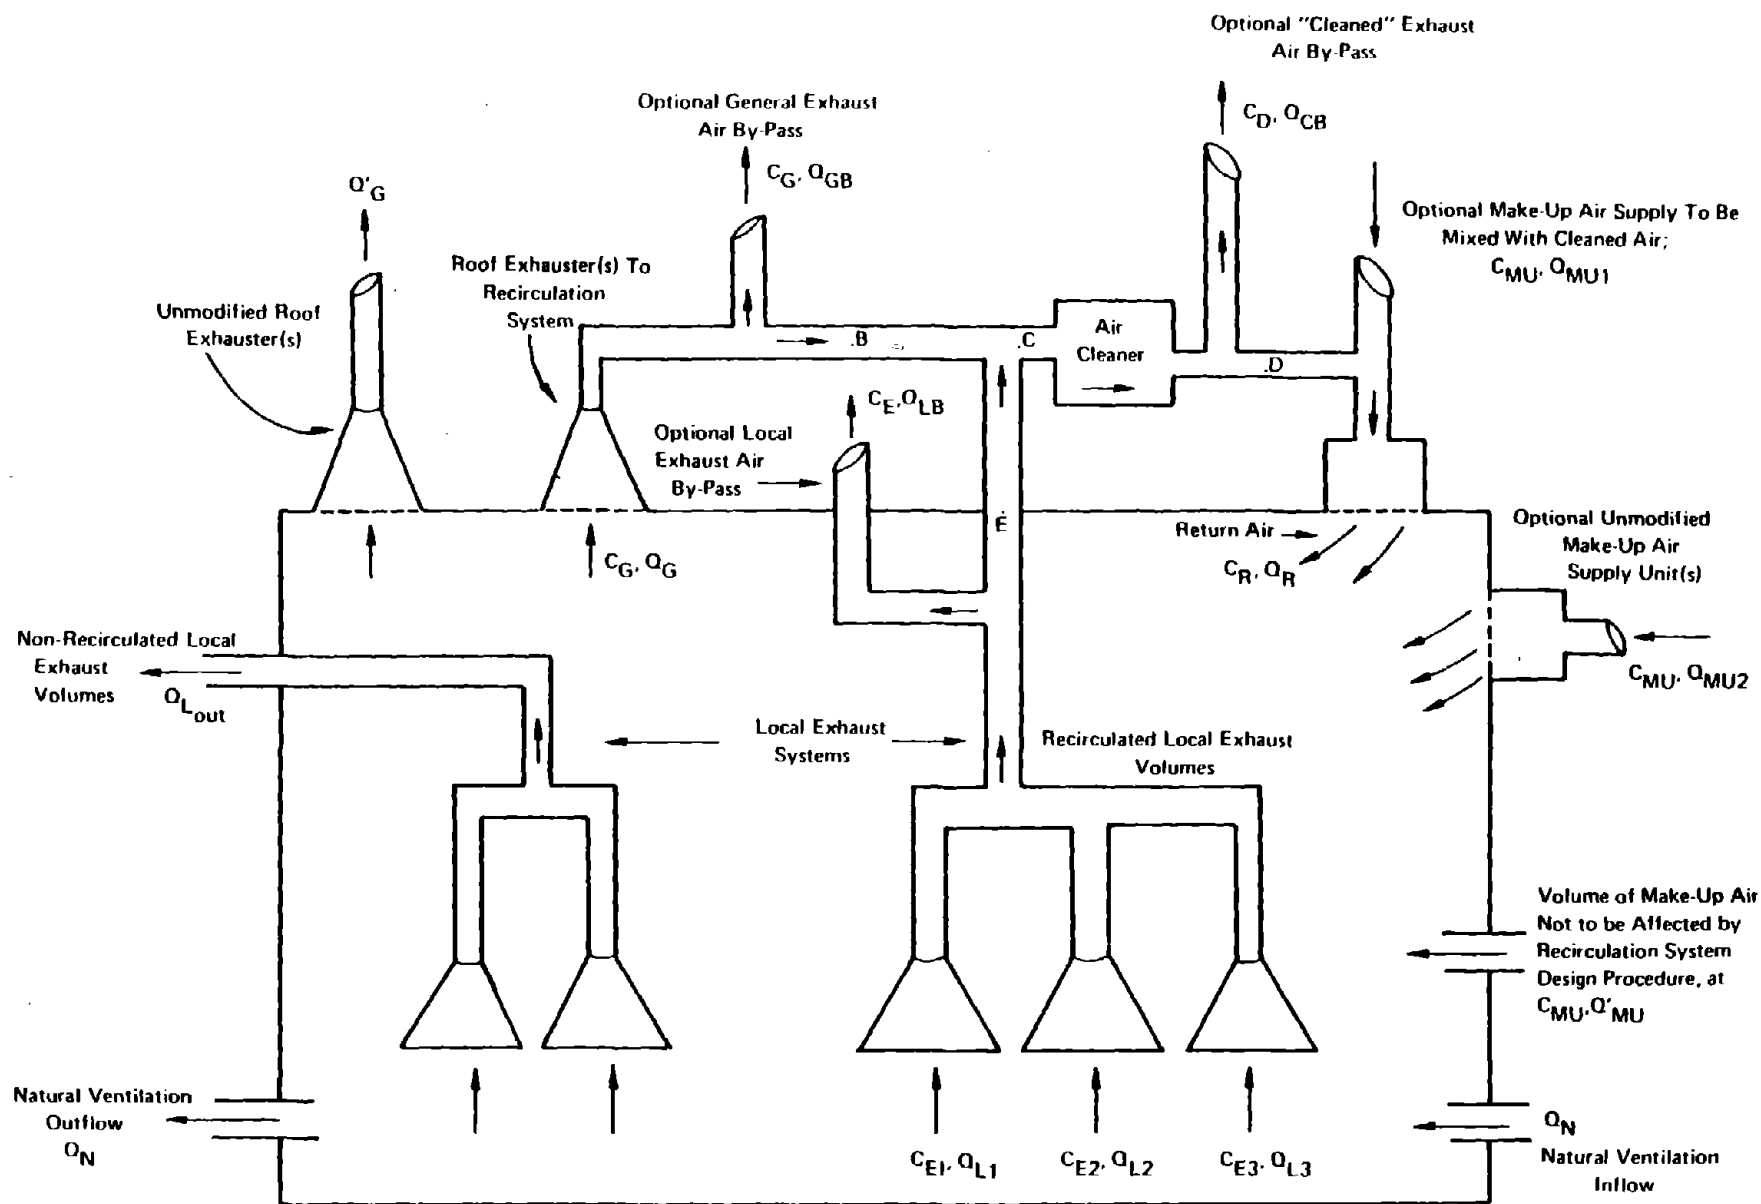 Optional "Cleaned" Exhaust
Air By-Pass
C_D, Q_CB
Optional General Exhaust
Air By-Pass
C_G, Q_GB
Q'_G
Optional Make-Up Air Supply To Be
Mixed With Cleaned Air;
C_MU, Q_MU1
Roof Exhauster(s) To
Recirculation
System
Unmodified Roof
Exhauster(s)
.B
.C
Air
Cleaner
.D
C_E, Q_LB
Optional Local
Exhaust Air
By-Pass
E
Return Air
C_R, Q_R
Optional Unmodified
Make-Up Air
Supply Unit(s)
C_G, Q_G
Non-Recirculated Local
Exhaust
Volumes
Q_Lout
C_MU, Q_MU2
Local Exhaust
Systems
Recirculated Local Exhaust
Volumes
Volume of Make-Up Air
Not to be Affected by
Recirculation System
Design Procedure, at
C_MU, Q'_MU
Natural Ventilation
Outflow
Q_N
C_E1, Q_L1
C_E2, Q_L2
C_E3, Q_L3
Q_N
Natural Ventilation
Inflow